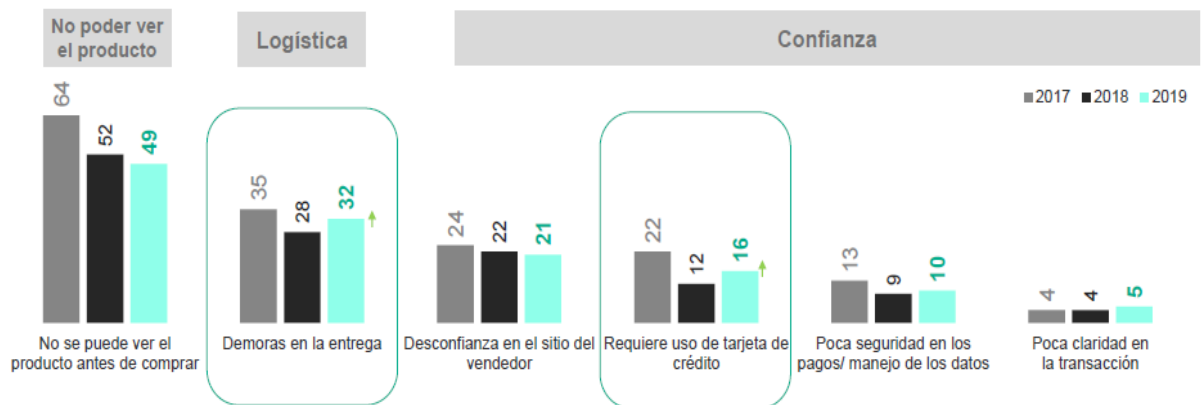 No poder ver
el producto
Logística
Confianza
2017 2018 2019
64
52
49
35
28
32
24
22
21
22
12
16
13
9
10
4
4
5
No se puede ver el
producto antes de comprar
Demoras en la entrega
Desconfianza en el sitio del
vendedor
Requiere uso de tarjeta de
crédito
Poca seguridad en los
pagos/ manejo de los datos
Poca claridad en
la transacción